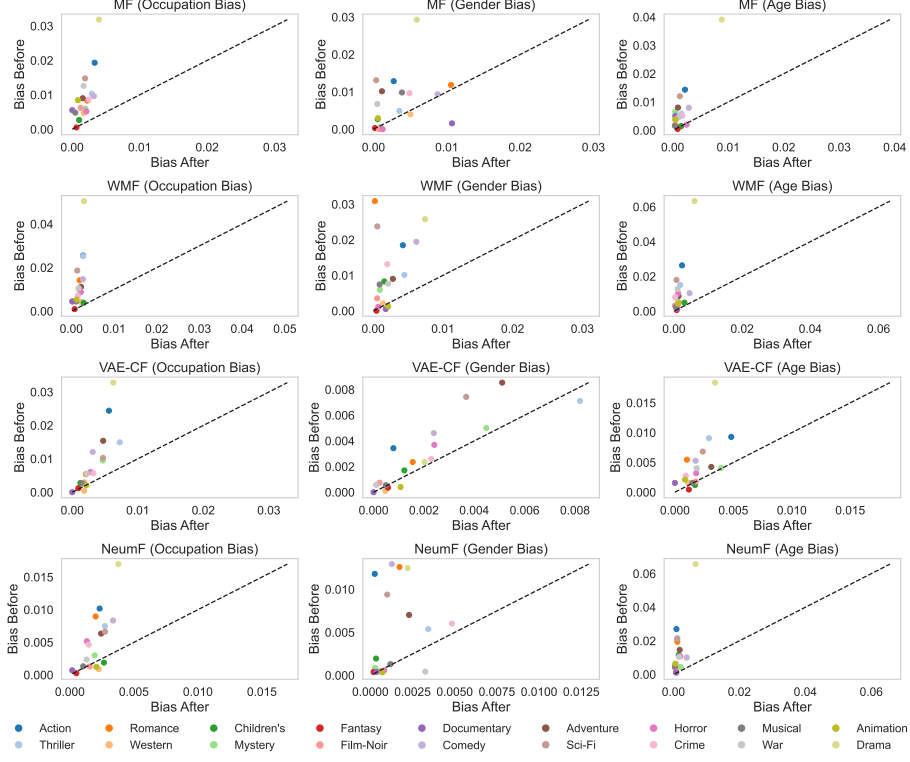 MF (Occupation Bias) MF (Gender Bias) MF (Age Bias)
Bias Before 0.03 0.02 0.01 0.00
0.00 0.01 0.02 0.03
Bias After
Bias Before 0.03 0.02 0.01 0.00
0.00 0.01 0.02 0.03
Bias After
Bias Before 0.04 0.02 0.01 0.00
0.00 0.01 0.02 0.03 0.04
Bias After
WMF (Occupation Bias) WMF (Gender Bias) WMF (Age Bias)
Bias Before 0.04 0.02 0.00
0.00 0.01 0.02 0.03 0.04 0.05
Bias After
Bias Before 0.03 0.02 0.01 0.00
0.00 0.01 0.02 0.03
Bias After
Bias Before 0.06 0.04 0.02 0.00
0.00 0.02 0.04 0.06
Bias After
VAE-CF (Occupation Bias) VAE-CF (Gender Bias) VAE-CF (Age Bias)
Bias Before 0.03 0.02 0.01 0.00
0.00 0.01 0.02 0.03
Bias After
Bias Before 0.008 0.006 0.004 0.002 0.000
0.000 0.002 0.004 0.006 0.008
Bias After
Bias Before 0.015 0.010 0.005 0.000
0.000 0.005 0.010 0.015
Bias After
NeumF (Occupation Bias) NeumF (Gender Bias) NeumF (Age Bias)
Bias Before 0.015 0.010 0.005 0.000
0.000 0.005 0.010 0.015
Bias After
Bias Before 0.010 0.005 0.000
0.0000 0.0025 0.0050 0.0075 0.0100 0.0125
Bias After
Bias Before 0.06 0.04 0.02 0.00
0.00 0.02 0.04 0.06
Bias After
Action Romance Children's Fantasy Documentary Adventure Horror Musical Animation
Thriller Western Mystery Film-Noir Comedy Sci-Fi Crime War Drama